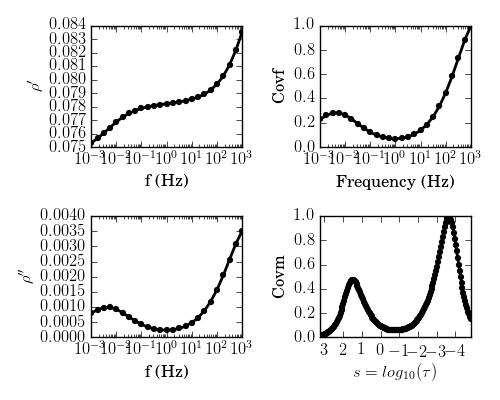 0.084
0.083
0.082
0.081
0.080
0.079
0.078
0.077
0.076
0.075
ρ′
10⁻³ 10⁻² 10⁻¹ 10⁰ 10¹ 10² 10³
f (Hz)
1.0
0.8
0.6
0.4
0.2
0.0
Covf
10⁻³ 10⁻² 10⁻¹ 10⁰ 10¹ 10² 10³
Frequency (Hz)
0.0040
0.0035
0.0030
0.0025
0.0020
0.0015
0.0010
0.0005
0.0000
ρ″
10⁻³ 10⁻² 10⁻¹ 10⁰ 10¹ 10² 10³
f (Hz)
1.0
0.8
0.6
0.4
0.2
0.0
Covm
3 2 1 0 −1 −2 −3 −4
s = log₁₀(τ)